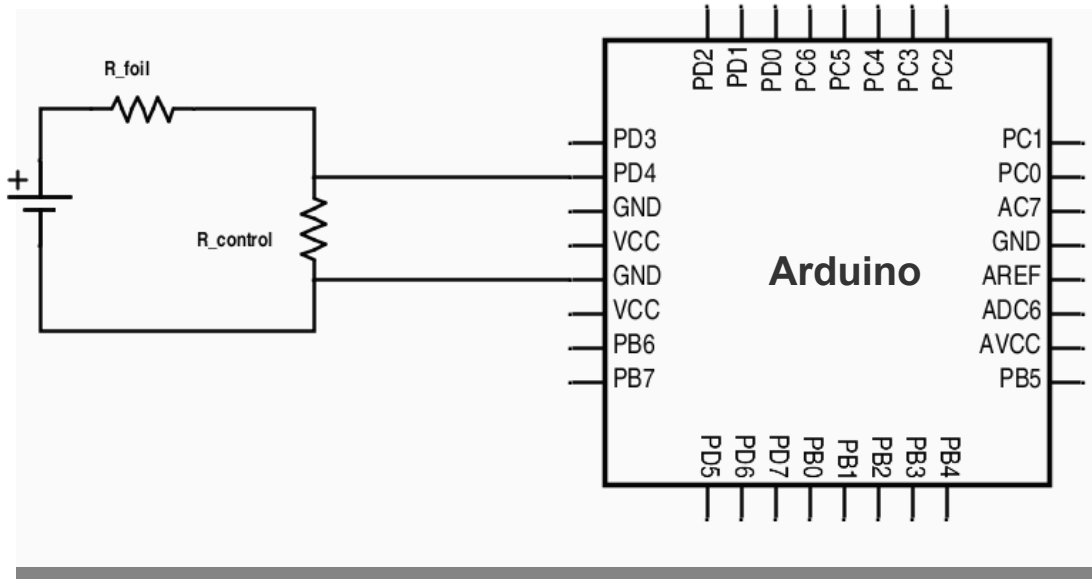 PD2
PD1
PD0
PC6
PC5
PC4
PC3
PC2
R_foil
+
R_control
PD3
PD4
GND
VCC
GND
VCC
PB6
PB7
Arduino
PC1
PC0
AC7
GND
AREF
ADC6
AVCC
PB5
PD5
PD6
PD7
PB0
PB1
PB2
PB3
PB4